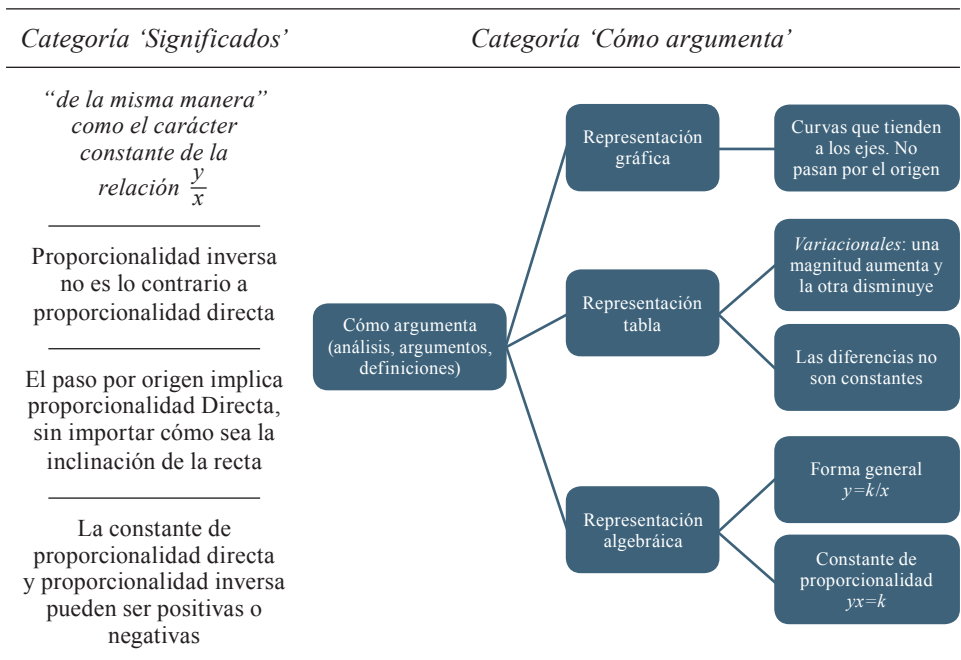 Categoría ‘Significados’
Categoría ‘Cómo argumenta’
“de la misma manera”
como el carácter
constante de la
relación y/x
Proporcionalidad inversa
no es lo contrario a
proporcionalidad directa
El paso por origen implica
proporcionalidad Directa,
sin importar cómo sea la
inclinación de la recta
La constante de
proporcionalidad directa
y proporcionalidad inversa
pueden ser positivas o
negativas
Cómo argumenta
(análisis, argumentos,
definiciones)
Representación
gráfica
Curvas que tienden
a los ejes. No
pasan por el origen
Representación
tabla
Variacionales: una
magnitud aumenta y
la otra disminuye
Las diferencias no
son constantes
Representación
algebráica
Forma general
y=k/x
Constante de
proporcionalidad
yx=k